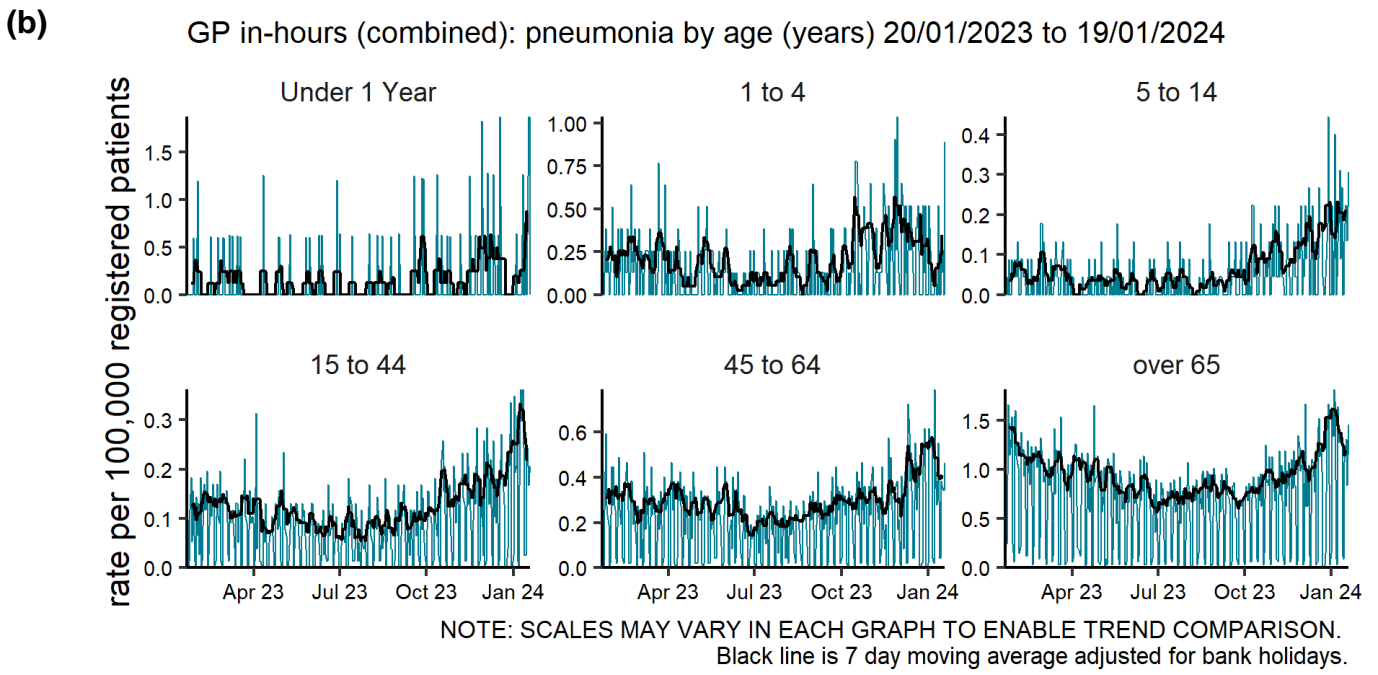 (b)
GP in-hours (combined): pneumonia by age (years) 20/01/2023 to 19/01/2024
rate per 100,000 registered patients
Under 1 Year
1.5
1.0
0.5
0.0
1 to 4
1.00
0.75
0.50
0.25
0.00
5 to 14
0.4
0.3
0.2
0.1
0.0
15 to 44
0.3
0.2
0.1
0.0
Apr 23 Jul 23 Oct 23 Jan 24
45 to 64
0.6
0.4
0.2
0.0
Apr 23 Jul 23 Oct 23 Jan 24
over 65
1.5
1.0
0.5
0.0
Apr 23 Jul 23 Oct 23 Jan 24
NOTE: SCALES MAY VARY IN EACH GRAPH TO ENABLE TREND COMPARISON.
Black line is 7 day moving average adjusted for bank holidays.